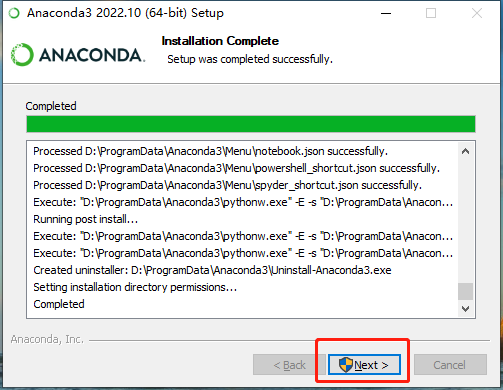 Anaconda3 2022.10 (64-bit) Setup
ANACONDA.
Installation Complete
Setup was completed successfully.
Completed
Processed D:\ProgramData\Anaconda3\Menu\notebook.json successfully.
Processed D:\ProgramData\Anaconda3\Menu\powershell_shortcut.json successfully.
Processed D:\ProgramData\Anaconda3\Menu\spyder_shortcut.json successfully.
Execute: "D:\ProgramData\Anaconda3\pythonw.exe" -E -s "D:\ProgramData\Anacon...
Running post install...
Execute: "D:\ProgramData\Anaconda3\pythonw.exe" -E -s "D:\ProgramData\Anacon...
Execute: "D:\ProgramData\Anaconda3\pythonw.exe" -E -s "D:\ProgramData\Anacon...
Created uninstaller: D:\ProgramData\Anaconda3\Uninstall-Anaconda3.exe
Setting installation directory permissions...
Completed
Anaconda, Inc.
< Back
Next >
Cancel